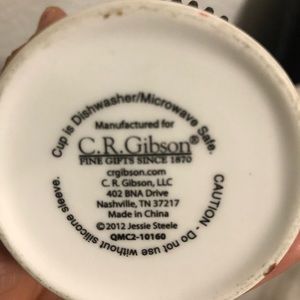 Cup is Dishwasher/Microwave Safe.
Manufactured for
C.R.Gibson®
FINE GIFTS SINCE 1870
crgibson.com
C. R. Gibson, LLC
402 BNA Drive
Nashville, TN 37217
Made in China
©2012 Jessie Steele
QMC2-10160
CAUTION - Do not use without silicone sleeve.